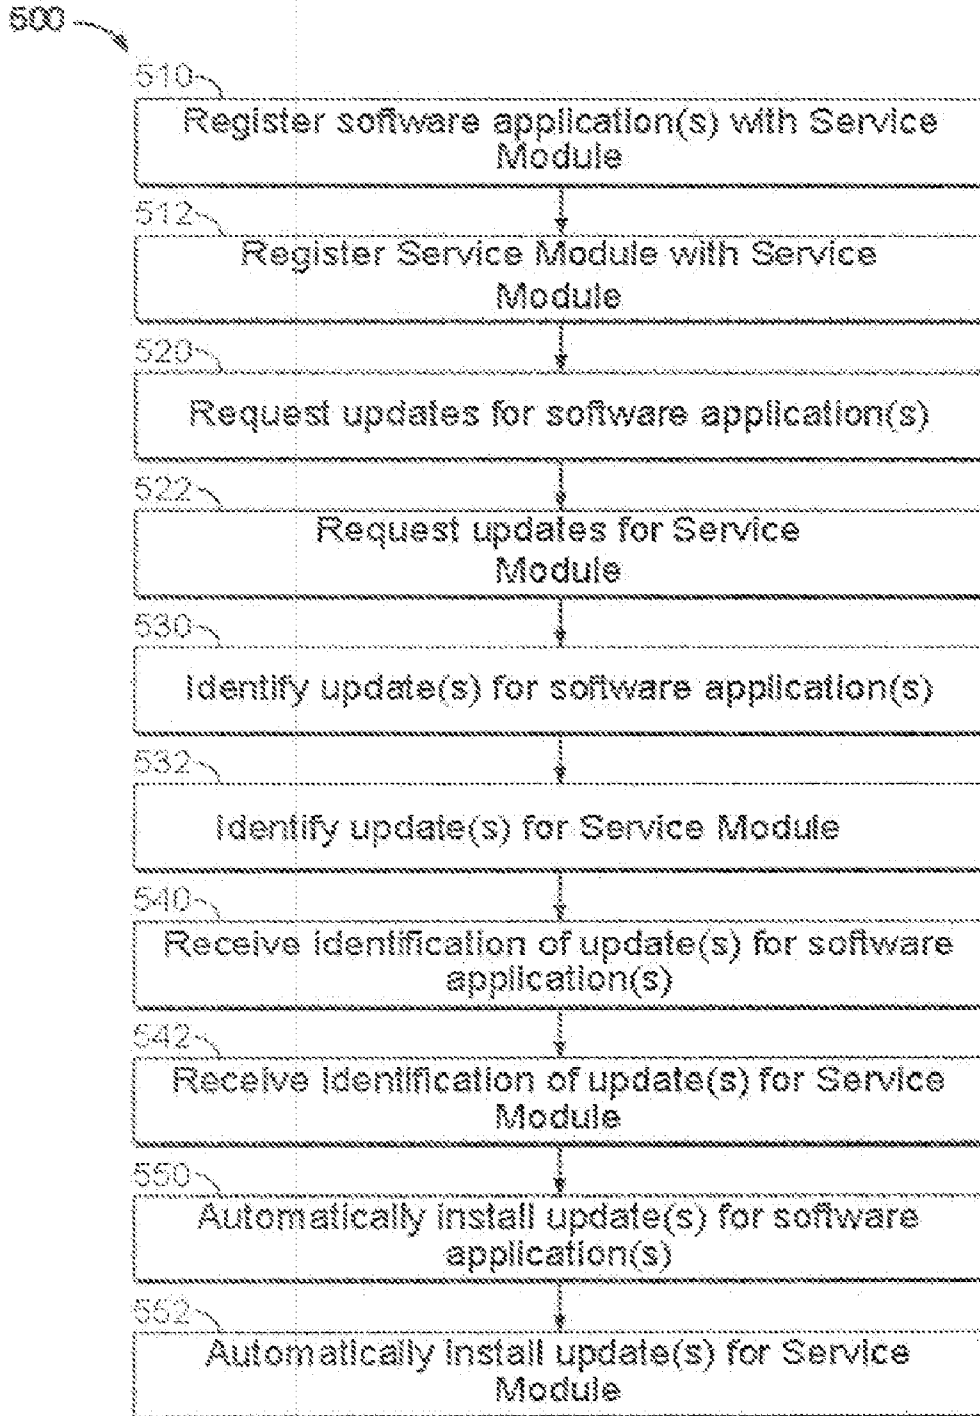 500
510
Register software application(s) with Service
Module
512
Register Service Module with Service
Module
520
Request updates for software application(s)
522
Request updates for Service
Module
530
Identify update(s) for software application(s)
532
Identify update(s) for Service Module
540
Receive identification of update(s) for software
application(s)
542
Receive identification of update(s) for Service
Module
550
Automatically install update(s) for software
application(s)
552
Automatically install update(s) for Service
Module